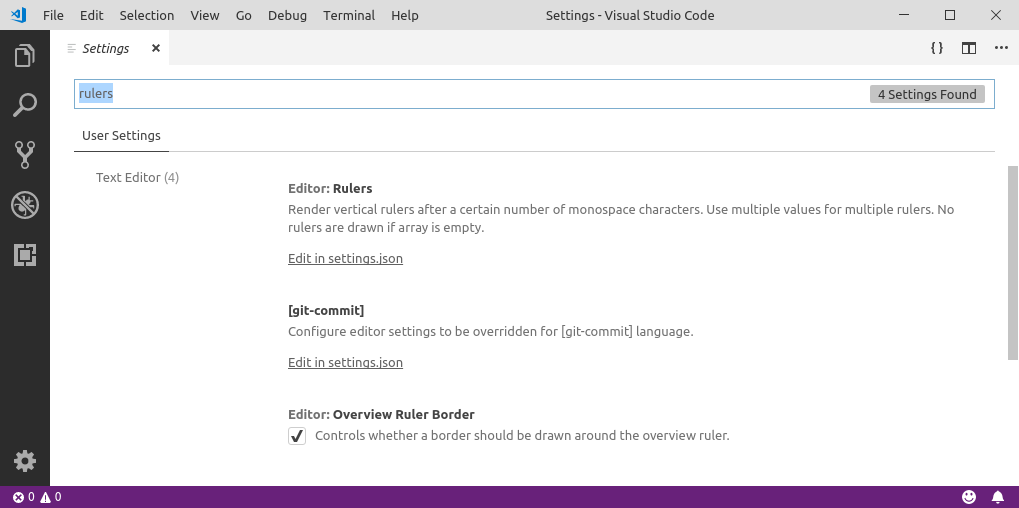 File Edit Selection View Go Debug Terminal Help Settings - Visual Studio Code
Settings
rulers 4 Settings Found
User Settings
Text Editor (4)
Editor: Rulers
Render vertical rulers after a certain number of monospace characters. Use multiple values for multiple rulers. No
rulers are drawn if array is empty.
Edit in settings.json
[git-commit]
Configure editor settings to be overridden for [git-commit] language.
Edit in settings.json
Editor: Overview Ruler Border
Controls whether a border should be drawn around the overview ruler.
0 0